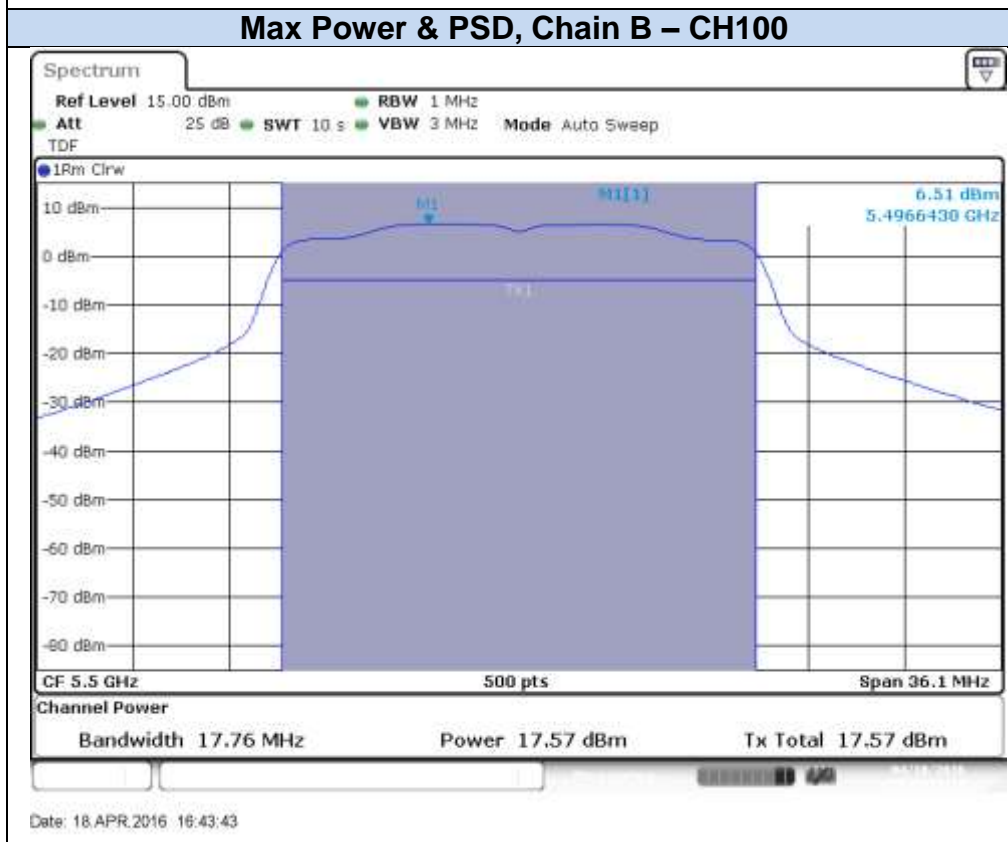 Max Power & PSD, Chain B – CH100
Spectrum
Ref Level 15.00 dBm RBW 1 MHz
Att 25 dB SWT 10 s VBW 3 MHz Mode Auto Sweep
TDF
1Rm Clrw
M1[1] 6.51 dBm
5.4966430 GHz
10 dBm
M1
0 dBm
Tx1
-10 dBm
-20 dBm
-30 dBm
-40 dBm
-50 dBm
-60 dBm
-70 dBm
-80 dBm
CF 5.5 GHz 500 pts Span 36.1 MHz
Channel Power
Bandwidth 17.76 MHz Power 17.57 dBm Tx Total 17.57 dBm
Date: 18.APR.2016 16:43:43